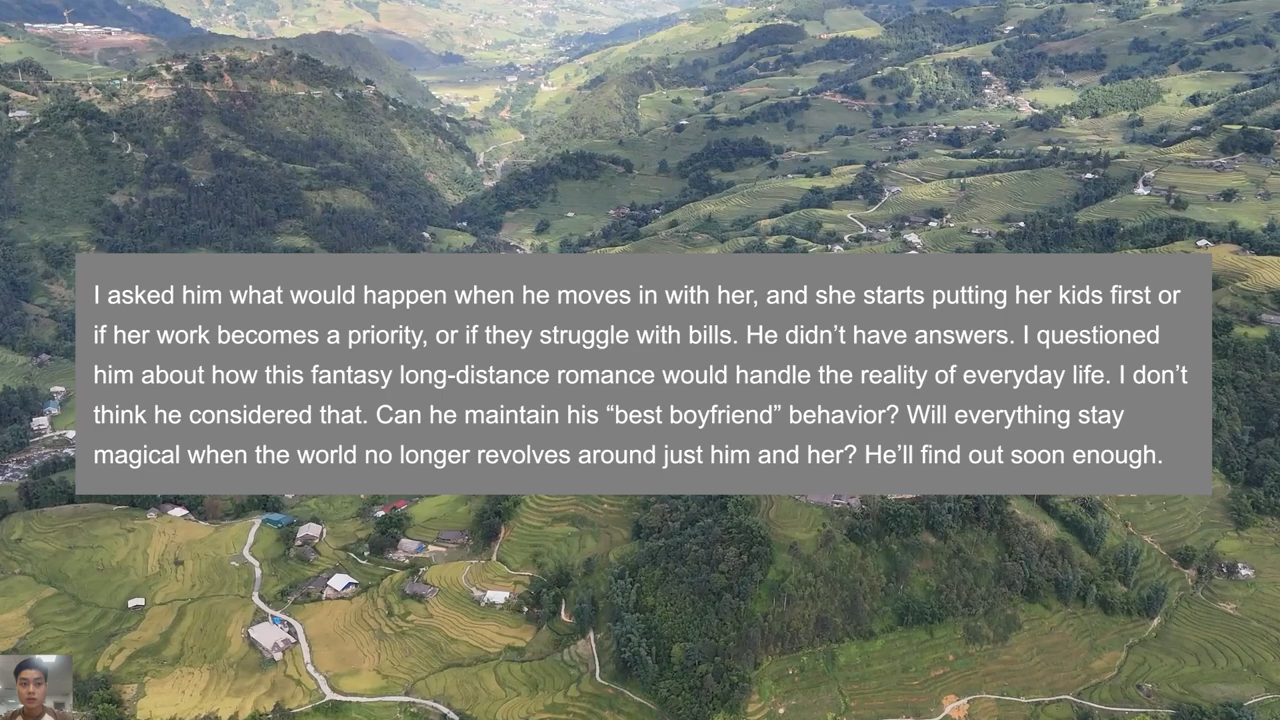 I asked him what would happen when he moves in with her, and she starts putting her kids first or
if her work becomes a priority, or if they struggle with bills. He didn’t have answers. I questioned
him about how this fantasy long-distance romance would handle the reality of everyday life. I don’t
think he considered that. Can he maintain his “best boyfriend” behavior? Will everything stay
magical when the world no longer revolves around just him and her? He’ll find out soon enough.